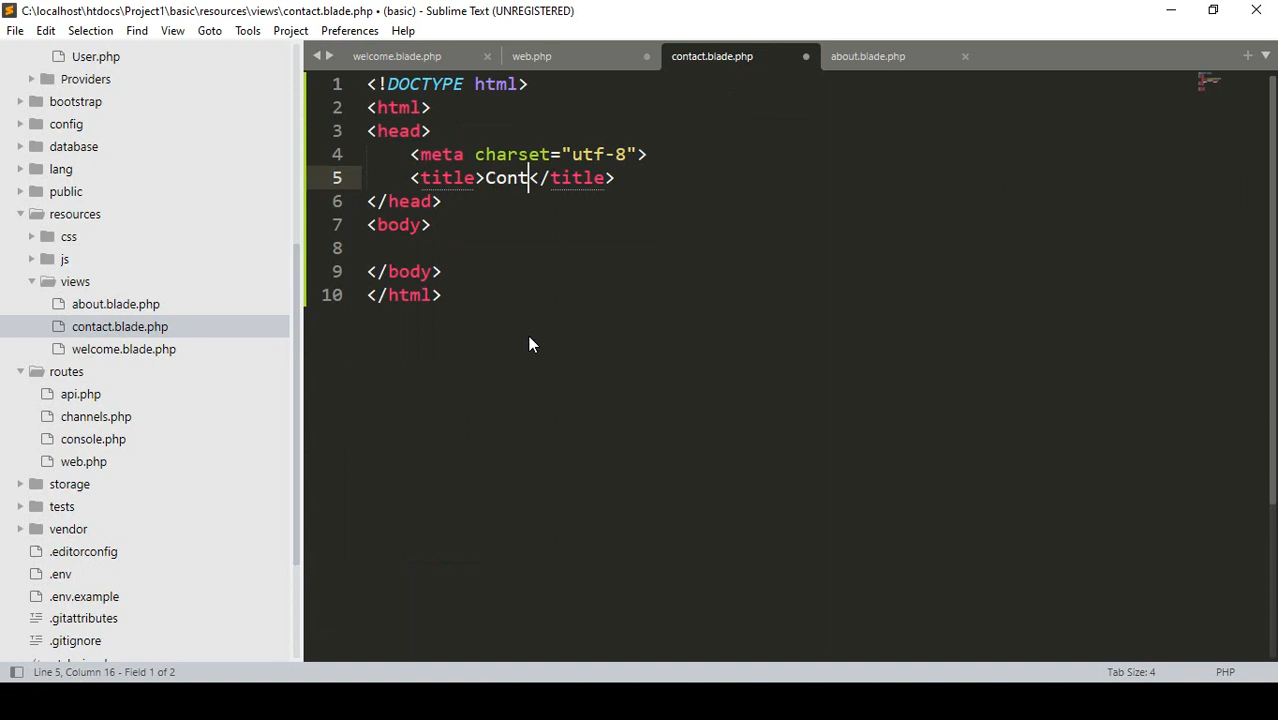 C:\localhost\htdocs\Project1\basic\resources\views\contact.blade.php • (basic) - Sublime Text (UNREGISTERED)
File Edit Selection Find View Goto Tools Project Preferences Help
welcome.blade.php web.php contact.blade.php about.blade.php
User.php
Providers
bootstrap
config
database
lang
public
resources
css
js
views
about.blade.php
contact.blade.php
welcome.blade.php
routes
api.php
channels.php
console.php
web.php
storage
tests
vendor
.editorconfig
.env
.env.example
.gitattributes
.gitignore
1 <!DOCTYPE html>
2 <html>
3 <head>
4 <meta charset="utf-8">
5 <title>Cont</title>
6 </head>
7 <body>
8
9 </body>
10 </html>
Line 5, Column 16 - Field 1 of 2 Tab Size: 4 PHP